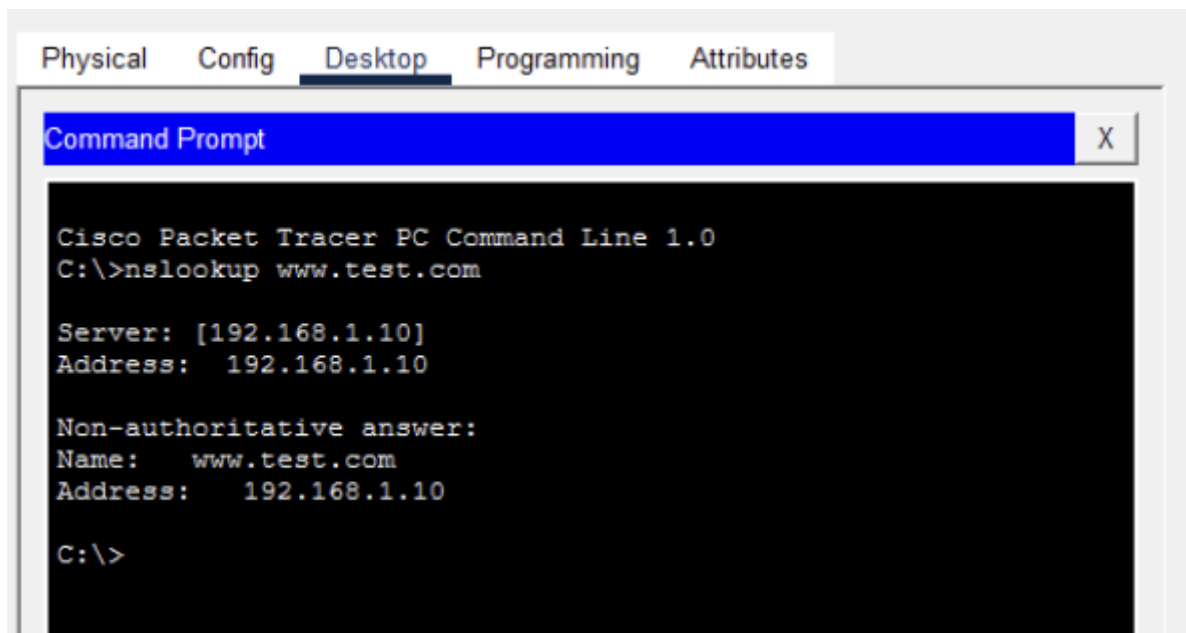 Physical Config Desktop Programming Attributes
Command Prompt X
Cisco Packet Tracer PC Command Line 1.0
C:\>nslookup www.test.com
Server: [192.168.1.10]
Address:  192.168.1.10
Non-authoritative answer:
Name:   www.test.com
Address:   192.168.1.10
C:\>